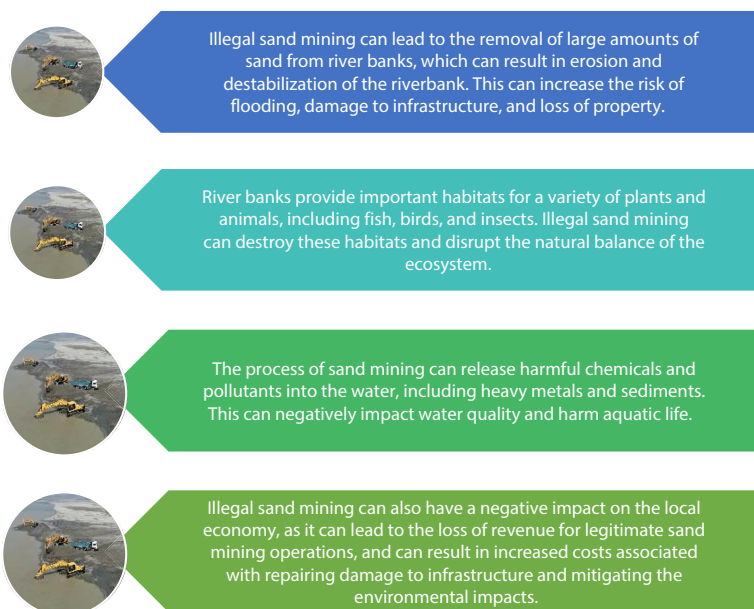 Illegal sand mining can lead to the removal of large amounts of
sand from river banks, which can result in erosion and
destabilization of the riverbank. This can increase the risk of
flooding, damage to infrastructure, and loss of property.
River banks provide important habitats for a variety of plants and
animals, including fish, birds, and insects. Illegal sand mining
can destroy these habitats and disrupt the natural balance of the
ecosystem.
The process of sand mining can release harmful chemicals and
pollutants into the water, including heavy metals and sediments.
This can negatively impact water quality and harm aquatic life.
Illegal sand mining can also have a negative impact on the local
economy, as it can lead to the loss of revenue for legitimate sand
mining operations, and can result in increased costs associated
with repairing damage to infrastructure and mitigating the
environmental impacts.